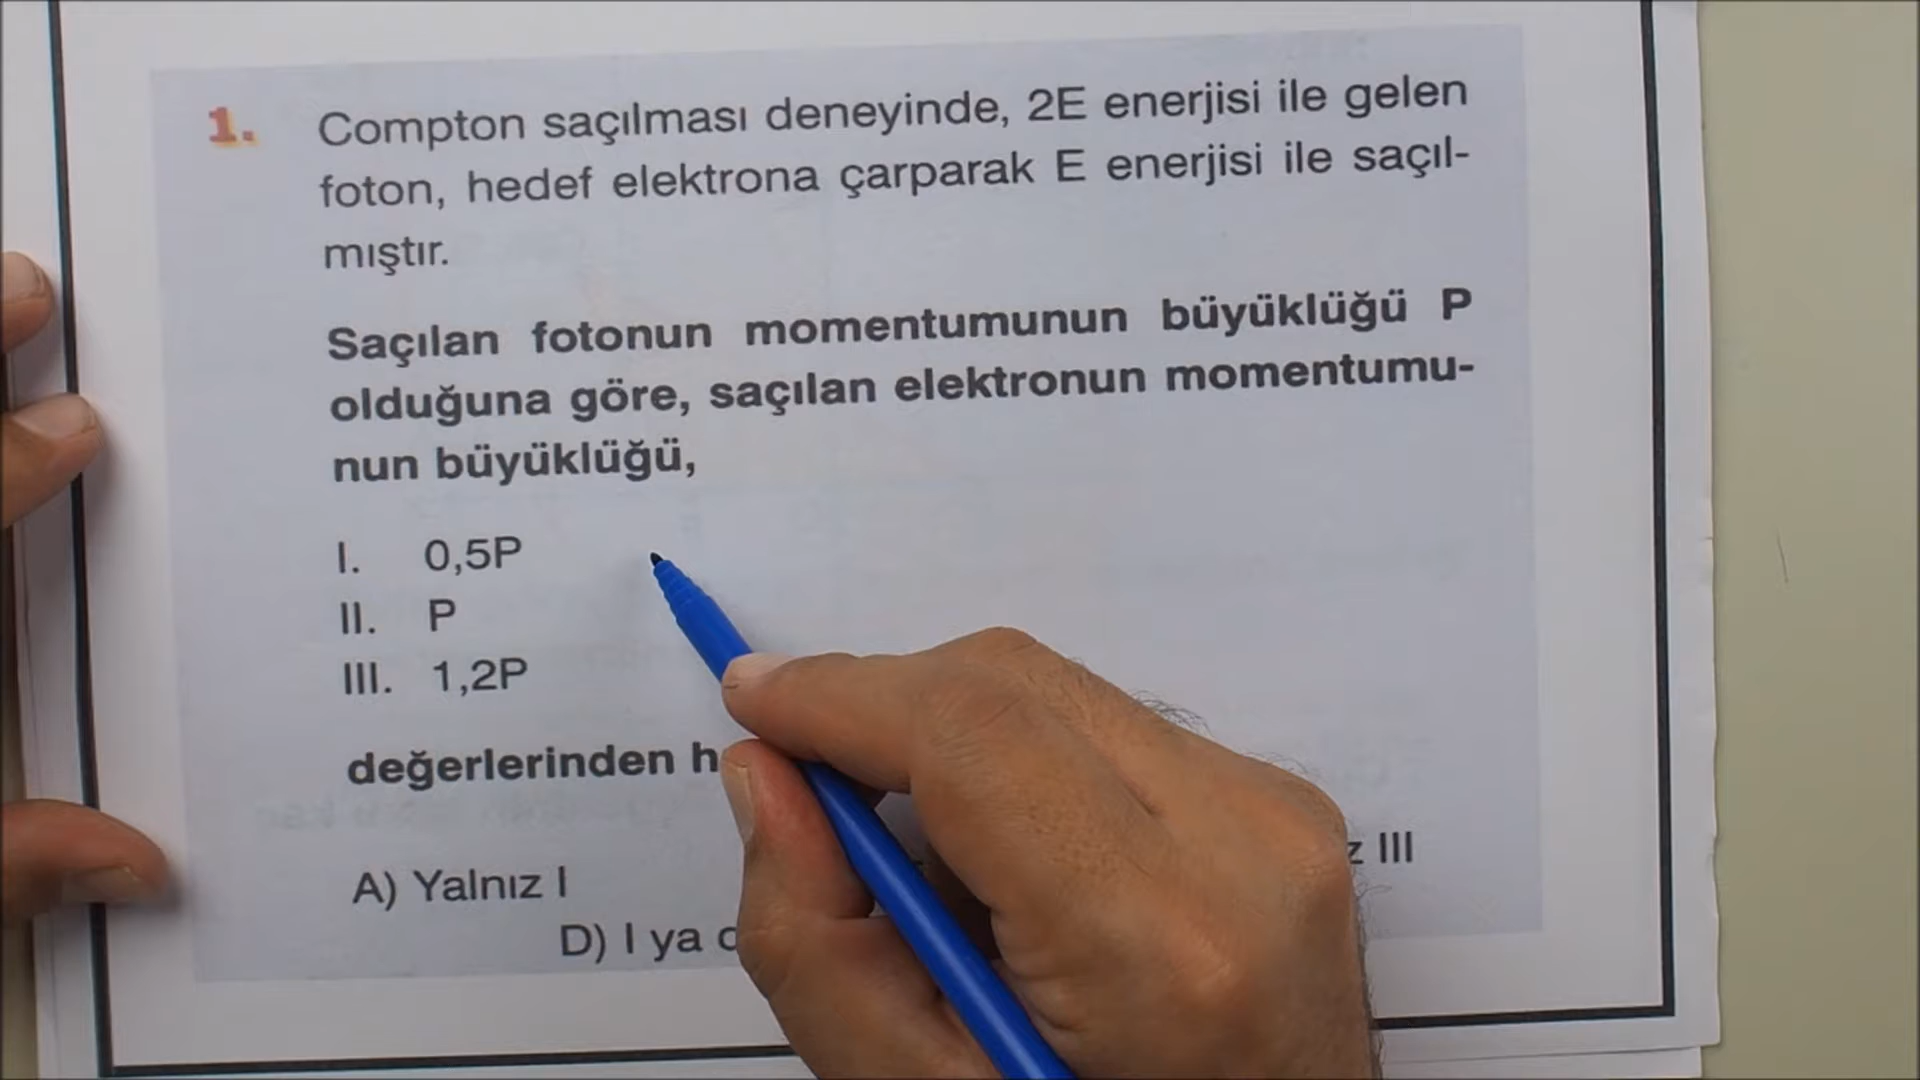 1. Compton saçılması deneyinde, 2E enerjisi ile gelen
foton, hedef elektrona çarparak E enerjisi ile saçıl-
mıştır.
Saçılan fotonun momentumunun büyüklüğü P
olduğuna göre, saçılan elektronun momentumu-
nun büyüklüğü,
I. 0,5P
II. P
III. 1,2P
değerlerinden
A) Yalnız I III
D) I ya